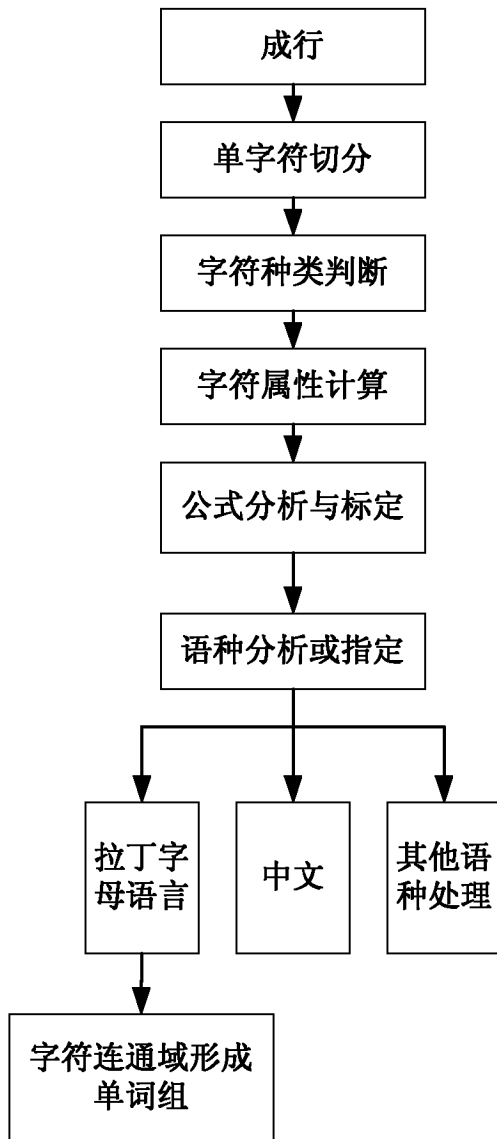 成行
单字符切分
字符种类判断
字符属性计算
公式分析与标定
语种分析或指定
拉丁字
母语言
中文
其他语
种处理
字符连通域形成
单词组